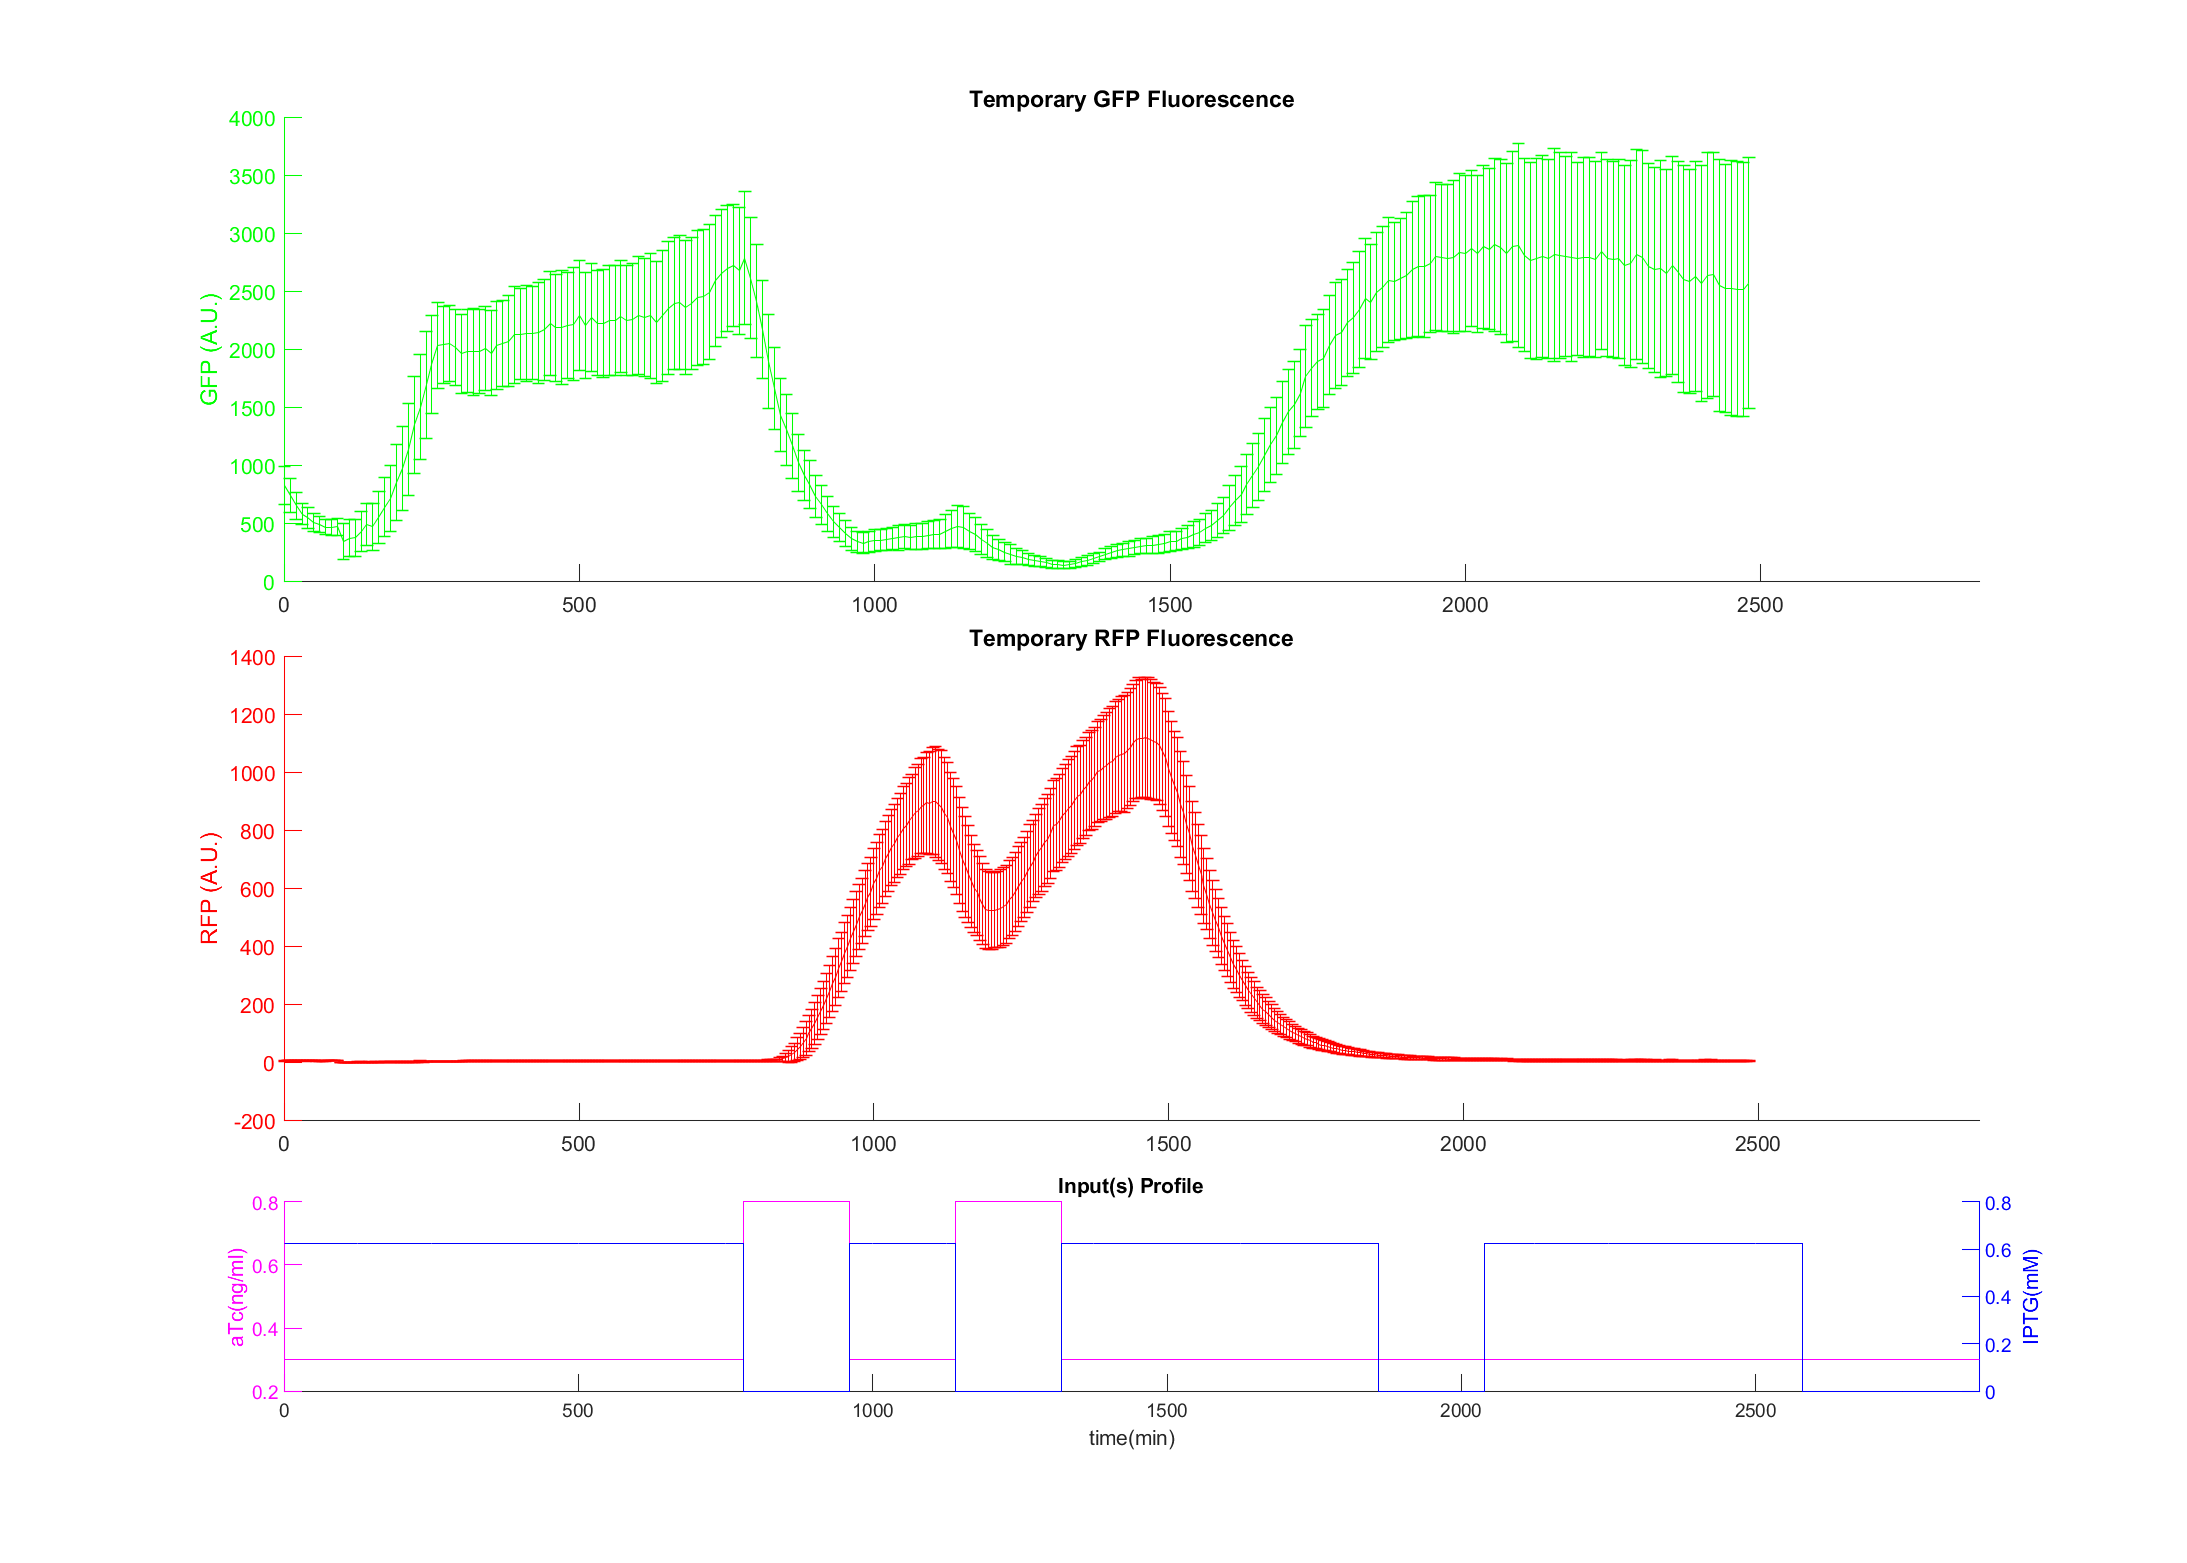 Temporary GFP Fluorescence
4000
3500
3000
2500
2000
1500
1000
500
0
GFP (A.U.)
0 500 1000 1500 2000 2500
Temporary RFP Fluorescence
1400
1200
1000
800
600
400
200
0
-200
RFP (A.U.)
0 500 1000 1500 2000 2500
Input(s) Profile
0.8
0.6
0.4
0.2
aTc(ng/ml)
0.8
0.6
0.4
0.2
0
IPTG(mM)
0 500 1000 1500 2000 2500
time(min)